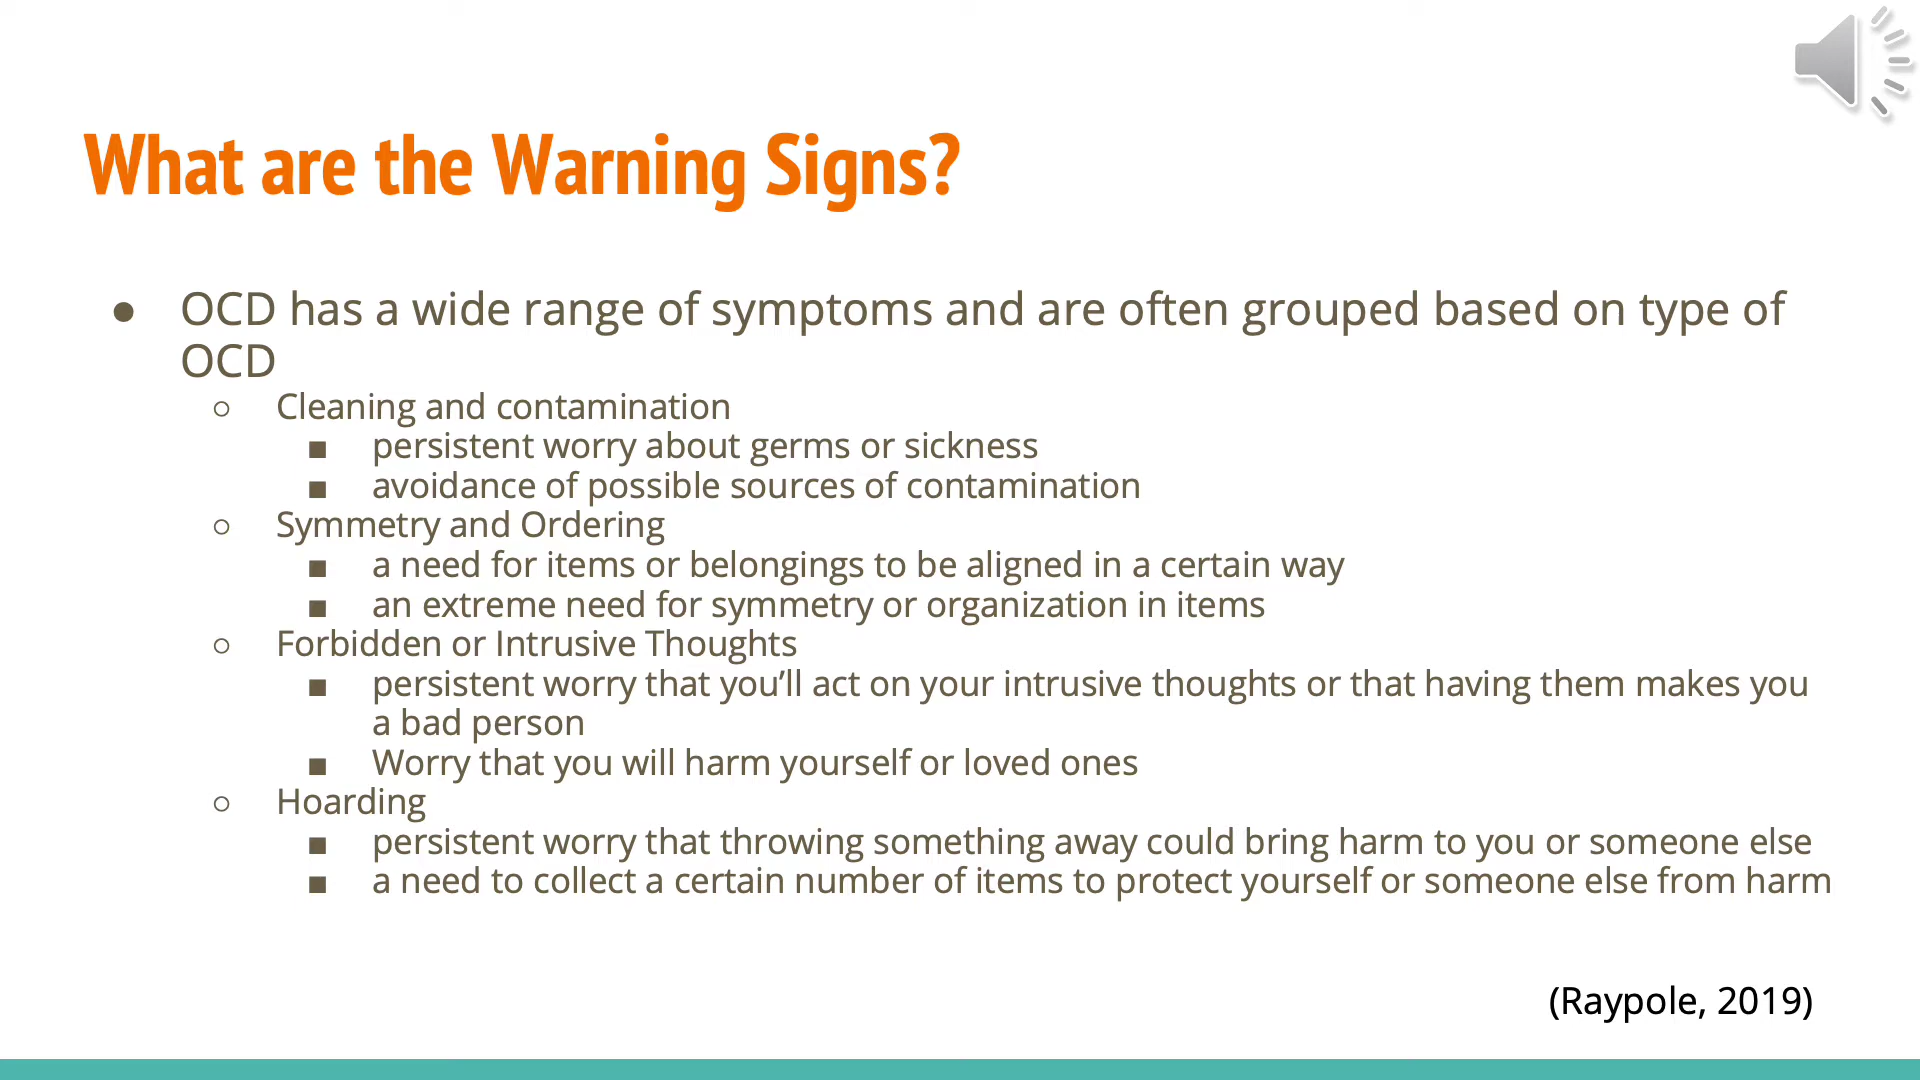 What are the Warning Signs?
● OCD has a wide range of symptoms and are often grouped based on type of
OCD
○ Cleaning and contamination
■ persistent worry about germs or sickness
■ avoidance of possible sources of contamination
○ Symmetry and Ordering
■ a need for items or belongings to be aligned in a certain way
■ an extreme need for symmetry or organization in items
○ Forbidden or Intrusive Thoughts
■ persistent worry that you’ll act on your intrusive thoughts or that having them makes you
a bad person
■ Worry that you will harm yourself or loved ones
○ Hoarding
■ persistent worry that throwing something away could bring harm to you or someone else
■ a need to collect a certain number of items to protect yourself or someone else from harm
(Raypole, 2019)